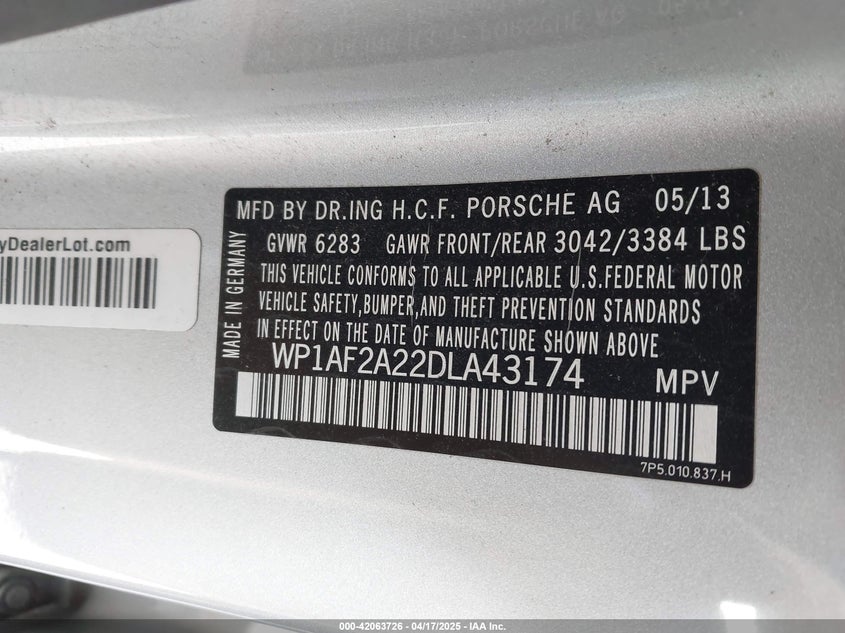 MFD BY DR.ING H.C.F. PORSCHE AG 05/13
GVWR 6283 GAWR FRONT/REAR 3042/3384 LBS
THIS VEHICLE CONFORMS TO ALL APPLICABLE U.S.FEDERAL MOTOR
VEHICLE SAFETY,BUMPER,AND THEFT PREVENTION STANDARDS
IN EFFECT ON THE DATE OF MANUFACTURE SHOWN ABOVE
MADE IN GERMANY
WP1AF2A22DLA43174 MPV
7P5.010.837.H
yDealerLot.com
000-42063726 - 04/17/2025 - IAA Inc.